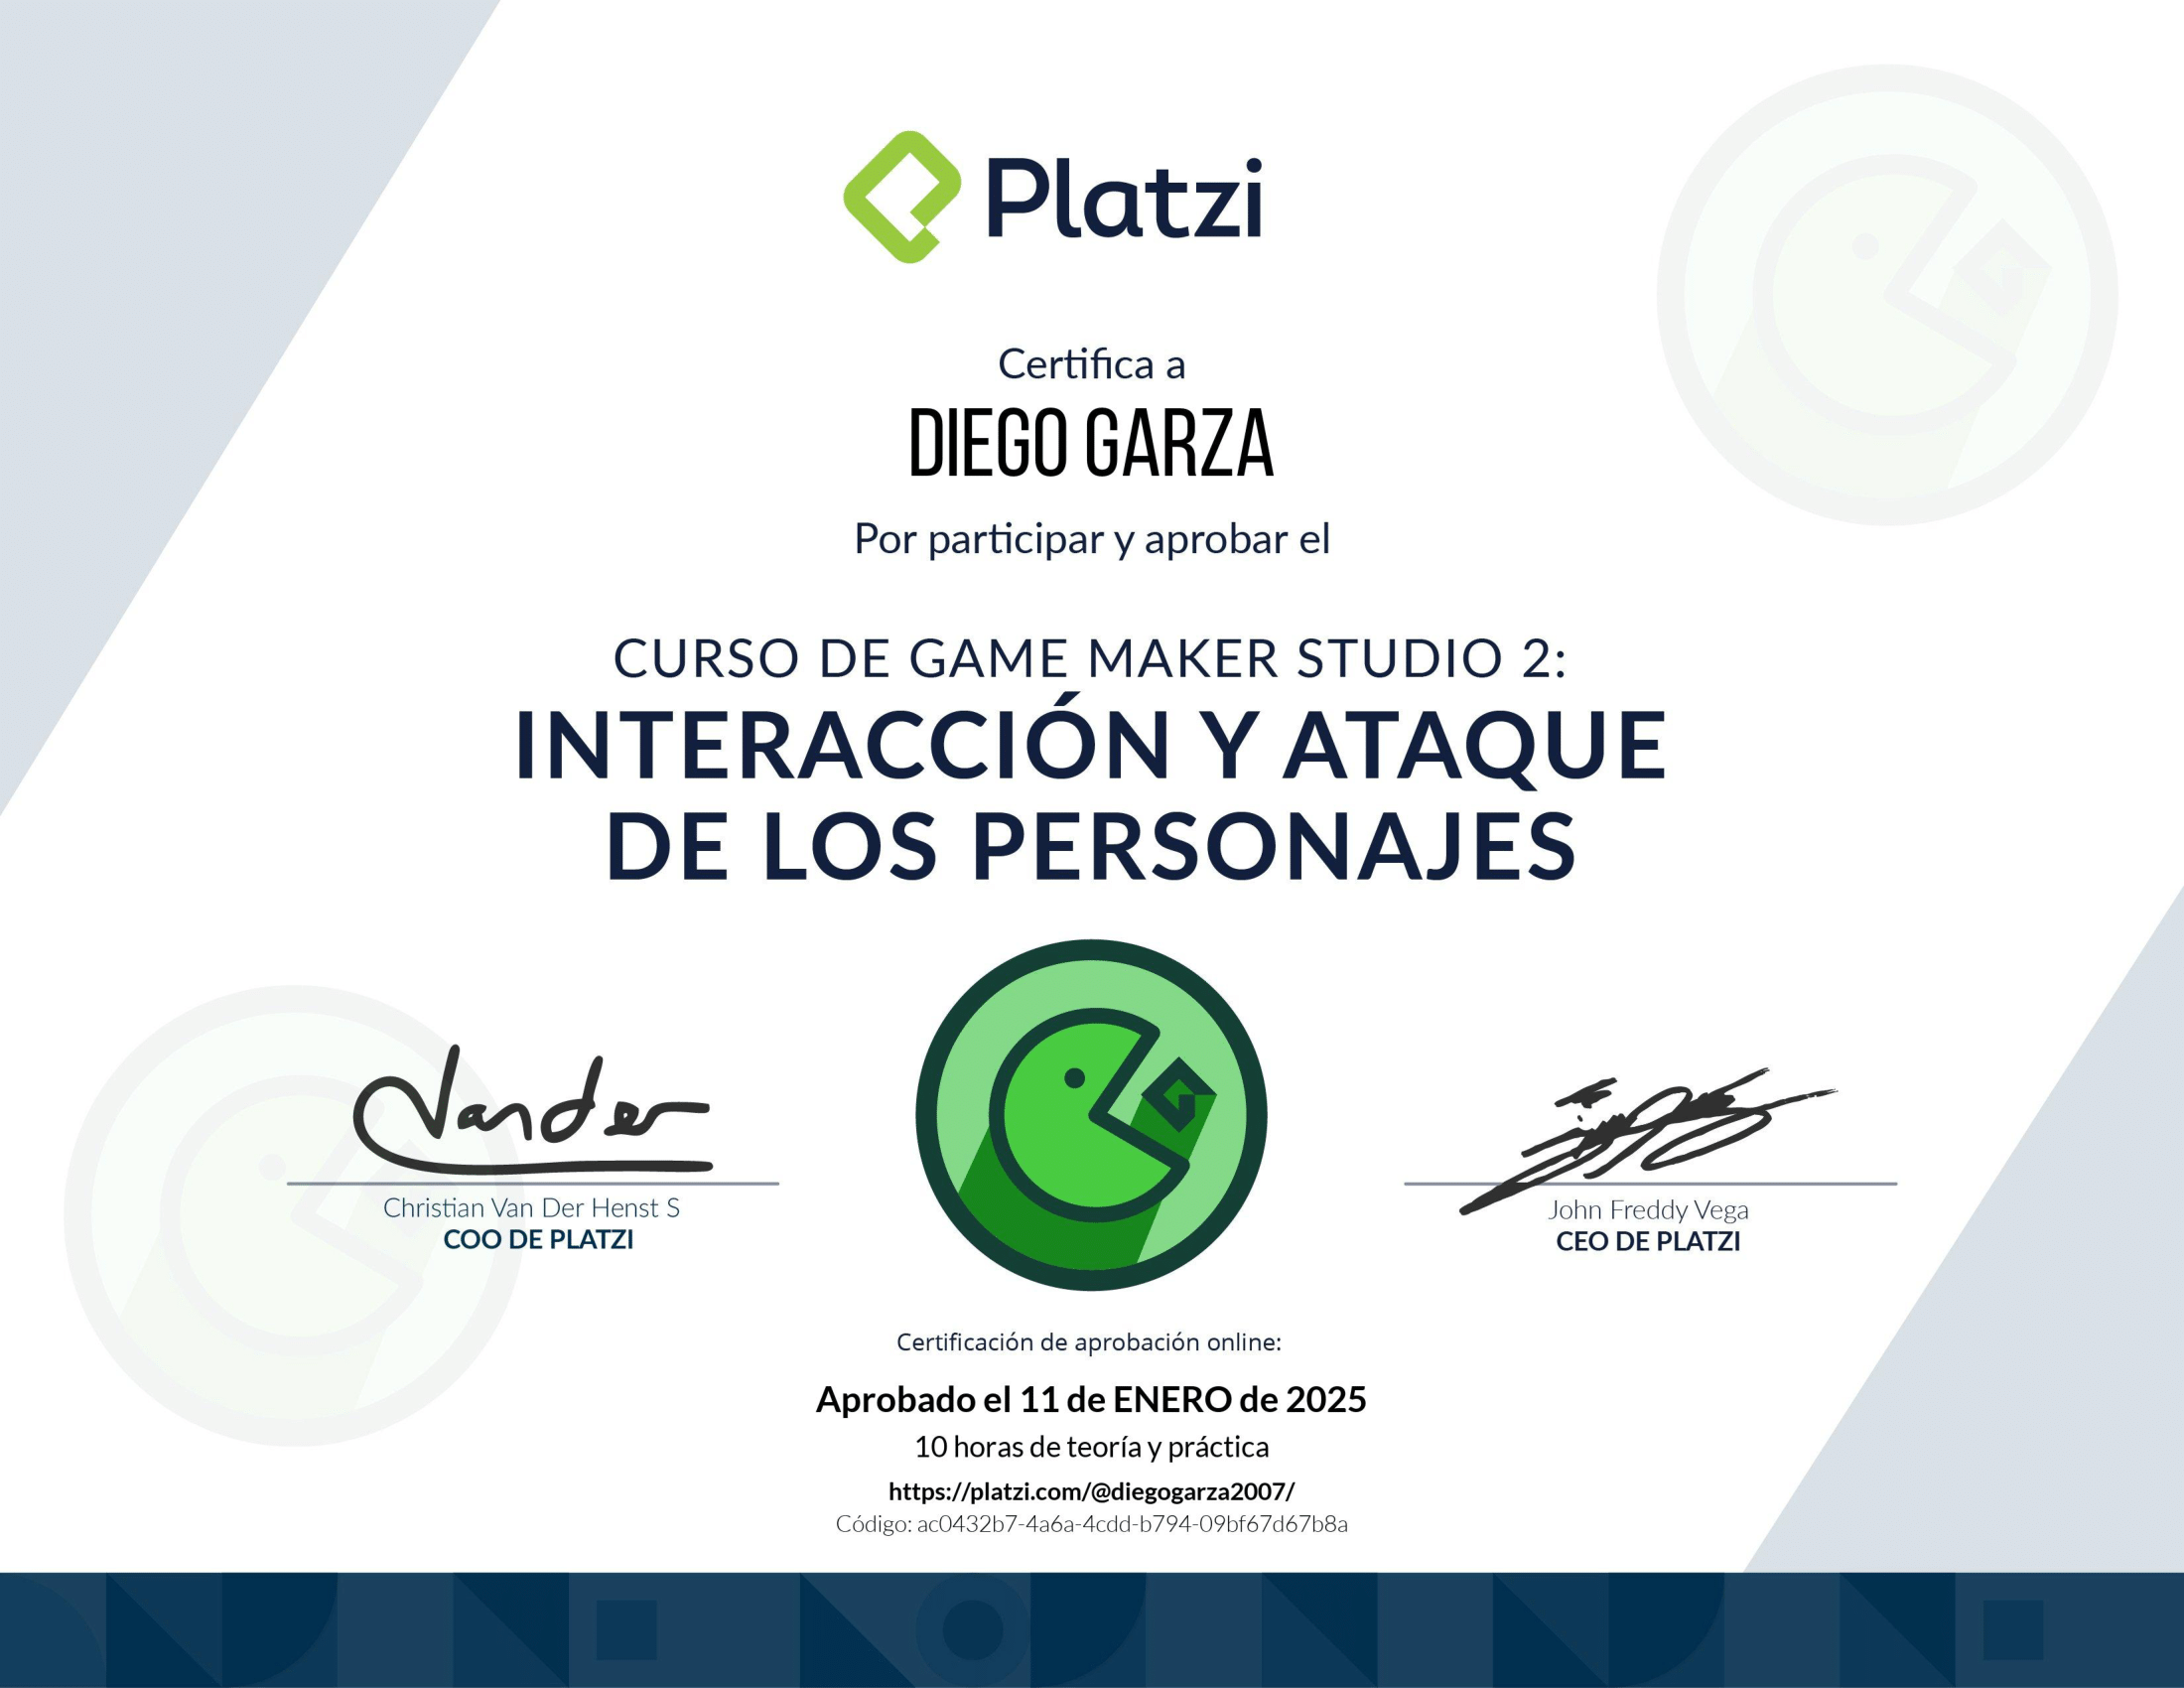 Platzi
Certifica a
DIEGO GARZA
Por participar y aprobar el
CURSO DE GAME MAKER STUDIO 2:
INTERACCIÓN Y ATAQUE
DE LOS PERSONAJES
Vander
Christian Van Der Henst S
COO DE PLATZI
John Freddy Vega
CEO DE PLATZI
Certificación de aprobación online:
Aprobado el 11 de ENERO de 2025
10 horas de teoría y práctica
https://platzi.com/@diegogarza2007/
Código: ac0432b7-4a6a-4cdd-b794-09bf67d67b8a